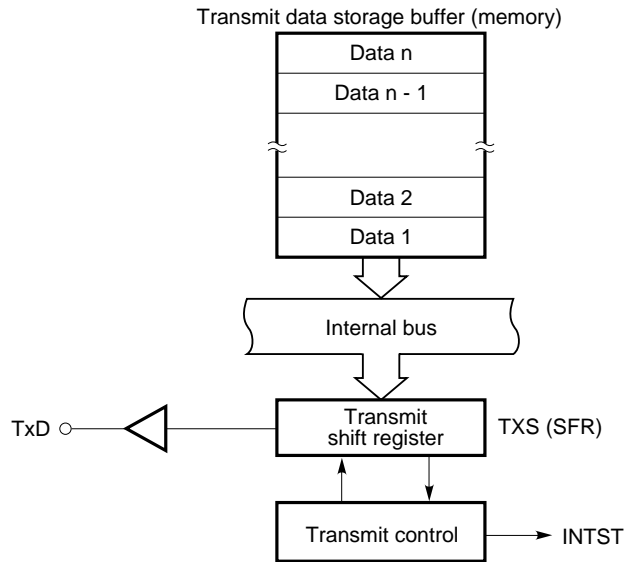 Transmit data storage buffer (memory)
Data n
Data n - 1
Data 2
Data 1
Internal bus
TxD
Transmit
shift register
TXS (SFR)
Transmit control
INTST